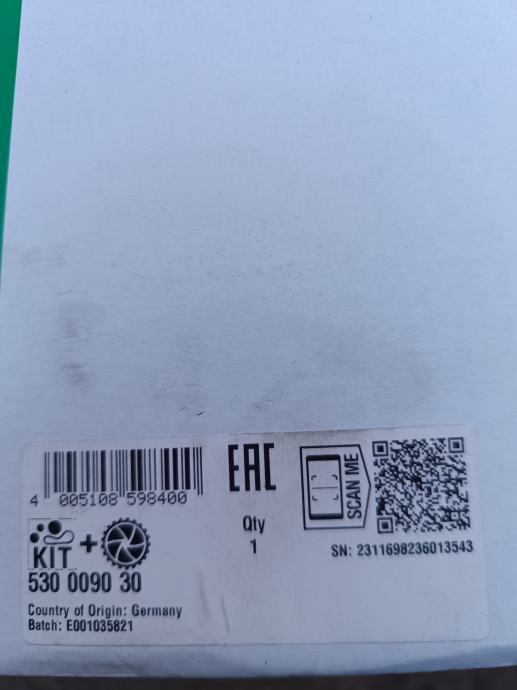 4 005108 598400
EAC
SCAN ME
KIT +
Qty
1
530 0090 30
SN: 2311698236013543
Country of Origin: Germany
Batch: E001035821